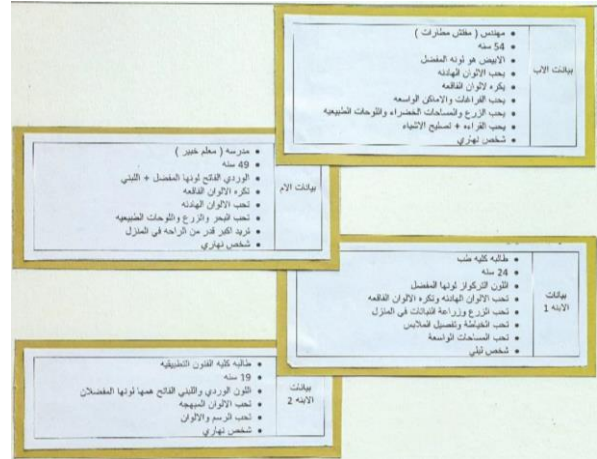 بيانات الاب
مهندس ( مفتش مطارات )
54 سنه
الابيض هو لونه المفضل
يحب الالوان الهادئه
يكره لالوان الفاقعه
يحب الفراغات والاماكن الواسعه
يحب الزرع والمساحات الخضراء واللوحات الطبيعيه
يحب القراءه + تصليح الاشياء
شخص نهاري
بيانات الام
مدرسه ( معلم خبير )
49 سنه
الوردي الفاتح لونها المفضل + اللبني
تكره الالوان الفاقعه
تحب الالوان الهادئه
تحب البحر والزرع واللوحات الطبيعيه
تريد اكبر قدر من الراحه في المنزل
شخص نهاري
بيانات
الابنه 1
طالبه كليه طب
24 سنه
اللون التركواز لونها المفضل
تحب الالوان الهادئه وتكره الالوان الفاقعه
تحب الزرع وزراعة النباتات في المنزل
تحب الخياطة وتفصيل الملابس
تحب المساحات الواسعة
شخص ليلي
بيانات
الابنه 2
طالبه كليه الفنون التطبيقيه
19 سنه
اللون الوردي واللبني الفاتح همها لونها المفضلان
تحب الالوان المبهجه
تحب الرسم والالوان
شخص نهاري